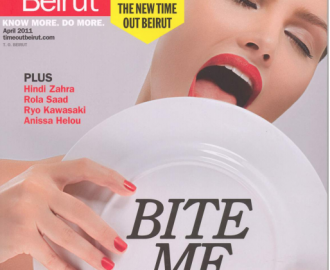 Beirut
KNOW MORE. DO MORE.
April 2011
timeoutbeirut.com
THE NEW TIME
OUT BEIRUT
PLUS
Hindi Zahra
Rola Saad
Ryo Kawasaki
Anissa Helou
BITE
ME